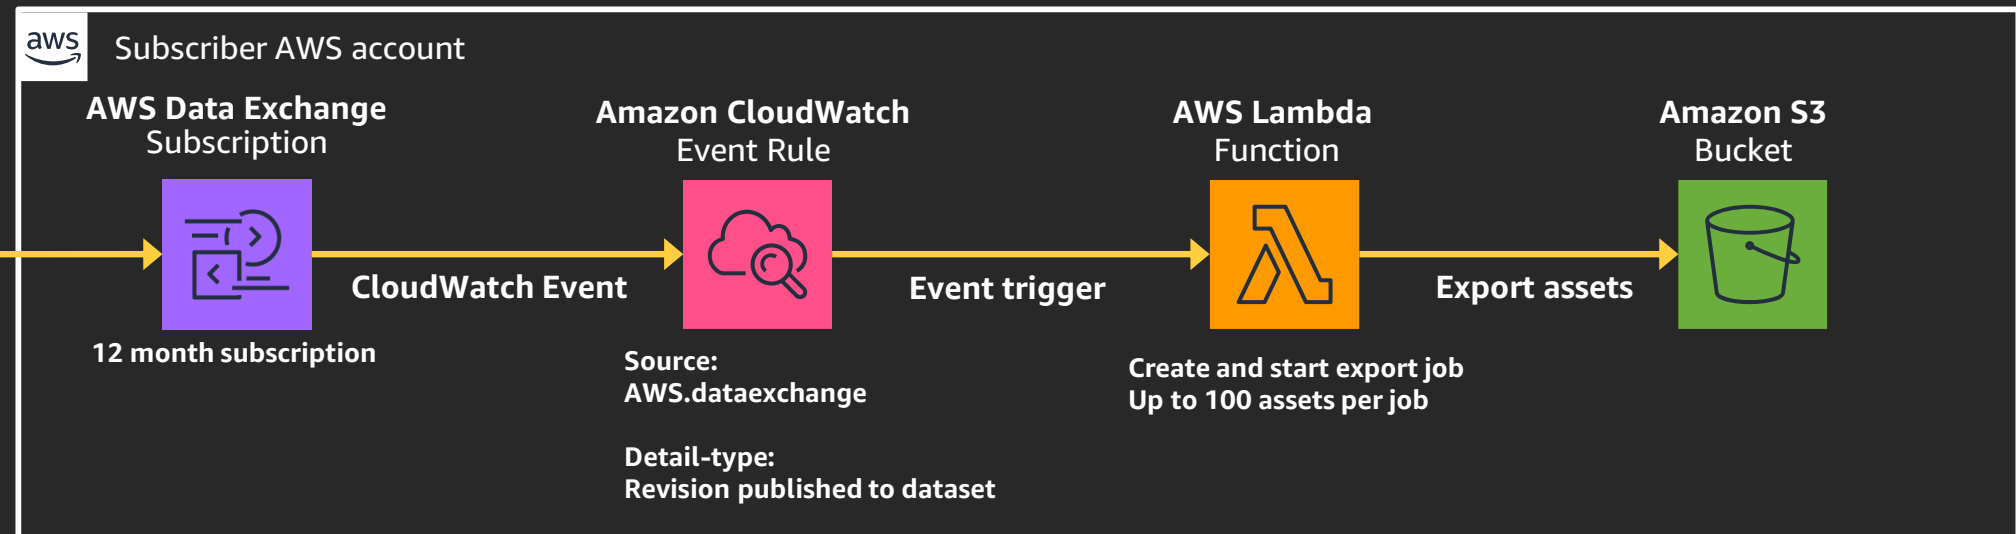 aws
Subscriber AWS account
AWS Data Exchange
Subscription
Amazon CloudWatch
Event Rule
AWS Lambda
Function
Amazon S3
Bucket
CloudWatch Event
Event trigger
Export assets
12 month subscription
Source:
AWS.dataexchange
Detail-type:
Revision published to dataset
Create and start export job
Up to 100 assets per job